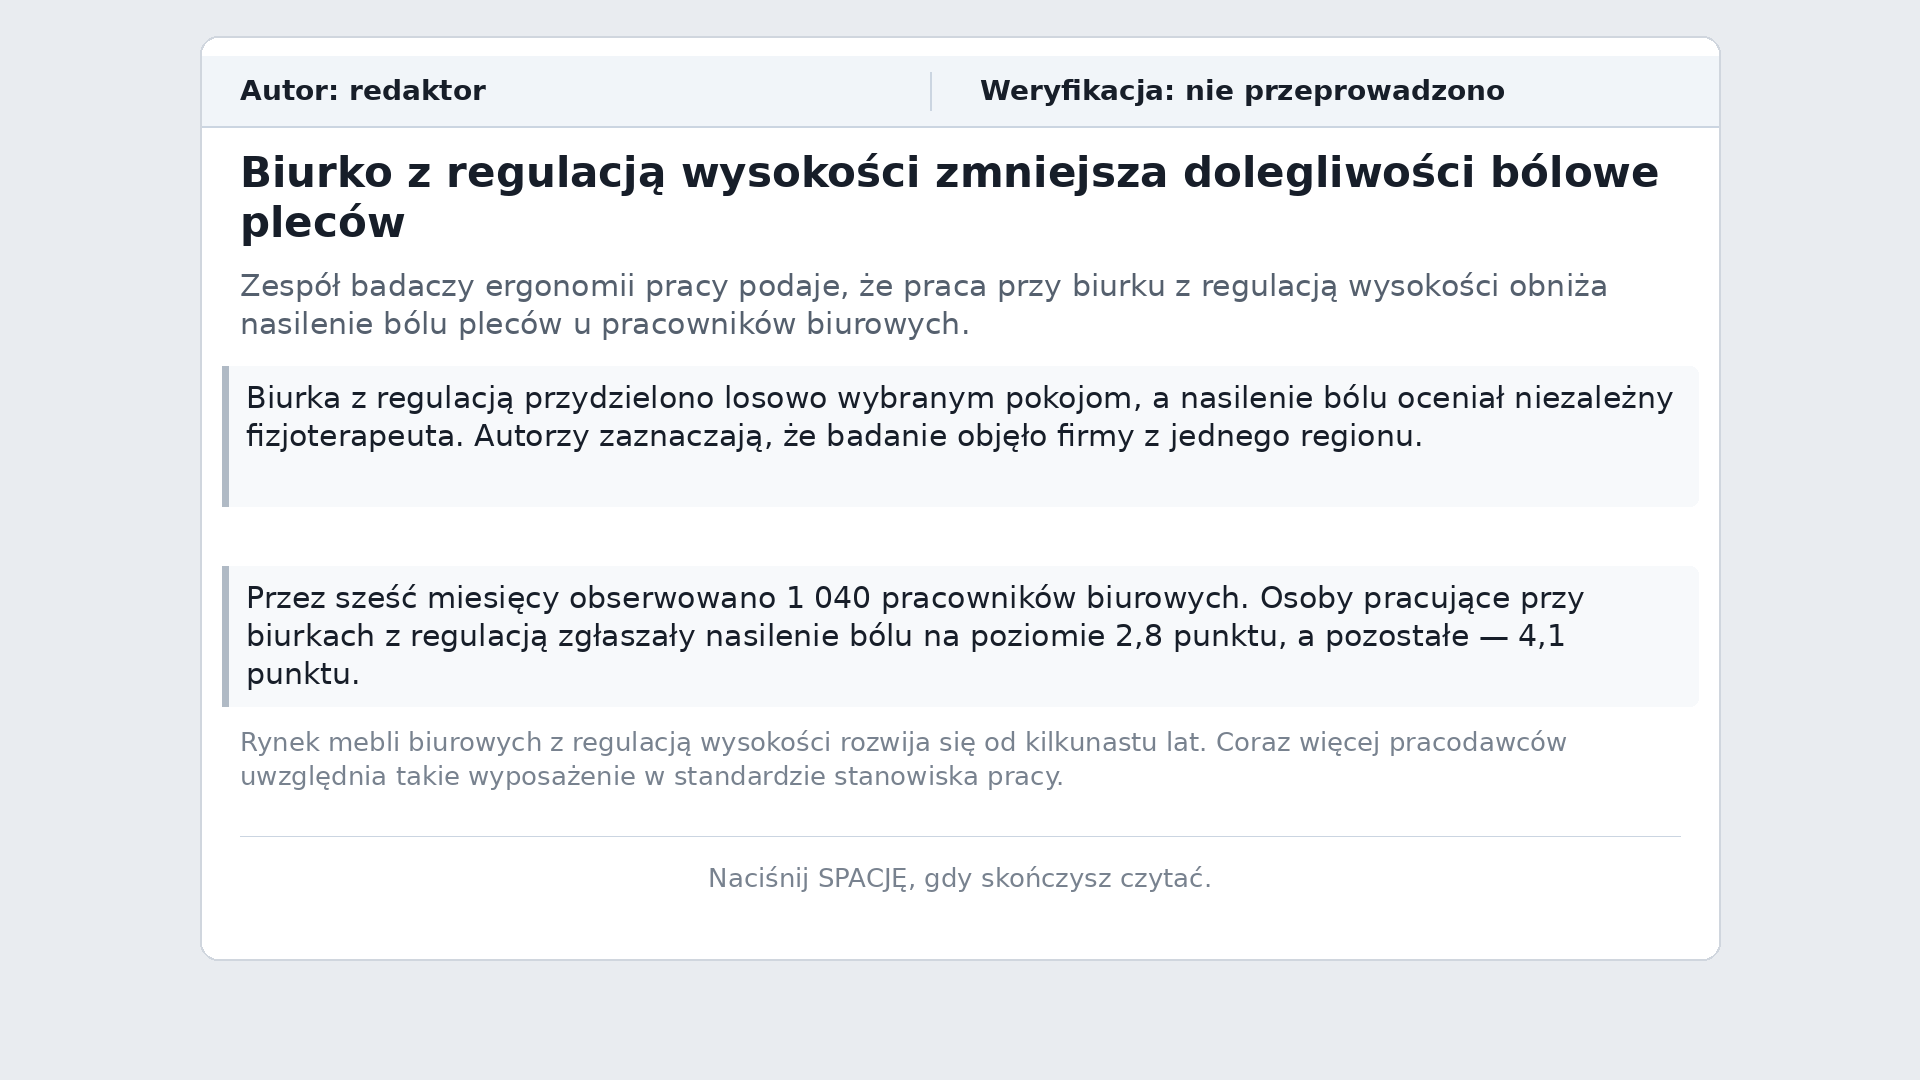 Autor: redaktor
Weryfikacja: nie przeprowadzono
Biurko z regulacją wysokości zmniejsza dolegliwości bólowe
pleców
Zespół badaczy ergonomii pracy podaje, że praca przy biurku z regulacją wysokości obniża
nasilenie bólu pleców u pracowników biurowych.
Biurka z regulacją przydzielono losowo wybranym pokojom, a nasilenie bólu oceniał niezależny
fizjoterapeuta. Autorzy zaznaczają, że badanie objęło firmy z jednego regionu.
Przez sześć miesięcy obserwowano 1 040 pracowników biurowych. Osoby pracujące przy
biurkach z regulacją zgłaszały nasilenie bólu na poziomie 2,8 punktu, a pozostałe — 4,1
punktu.
Rynek mebli biurowych z regulacją wysokości rozwija się od kilkunastu lat. Coraz więcej pracodawców
uwzględnia takie wyposażenie w standardzie stanowiska pracy.
Naciśnij SPACJĘ, gdy skończysz czytać.